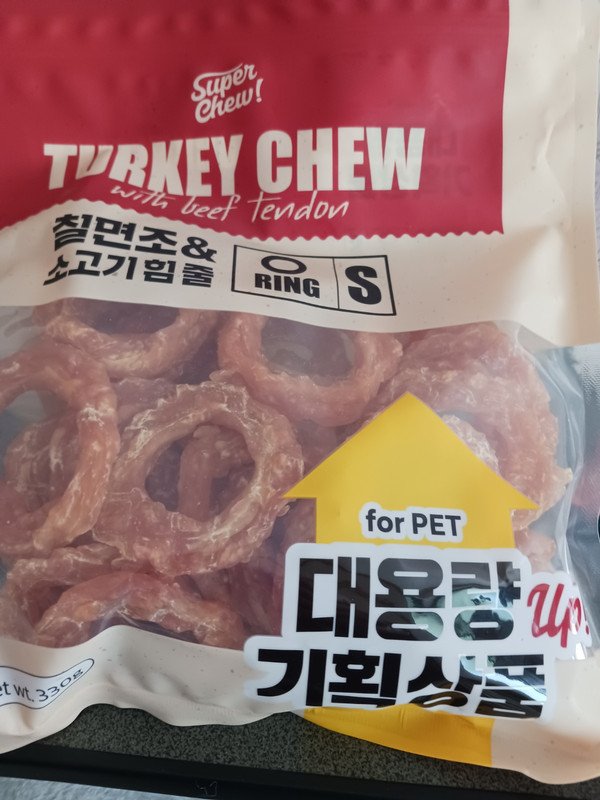 Super
Chew!
TURKEY CHEW
with beef tendon
칠면조&
소고기힘줄
RING S
for PET
대용량 Up!
기획상품
et wt. 330g